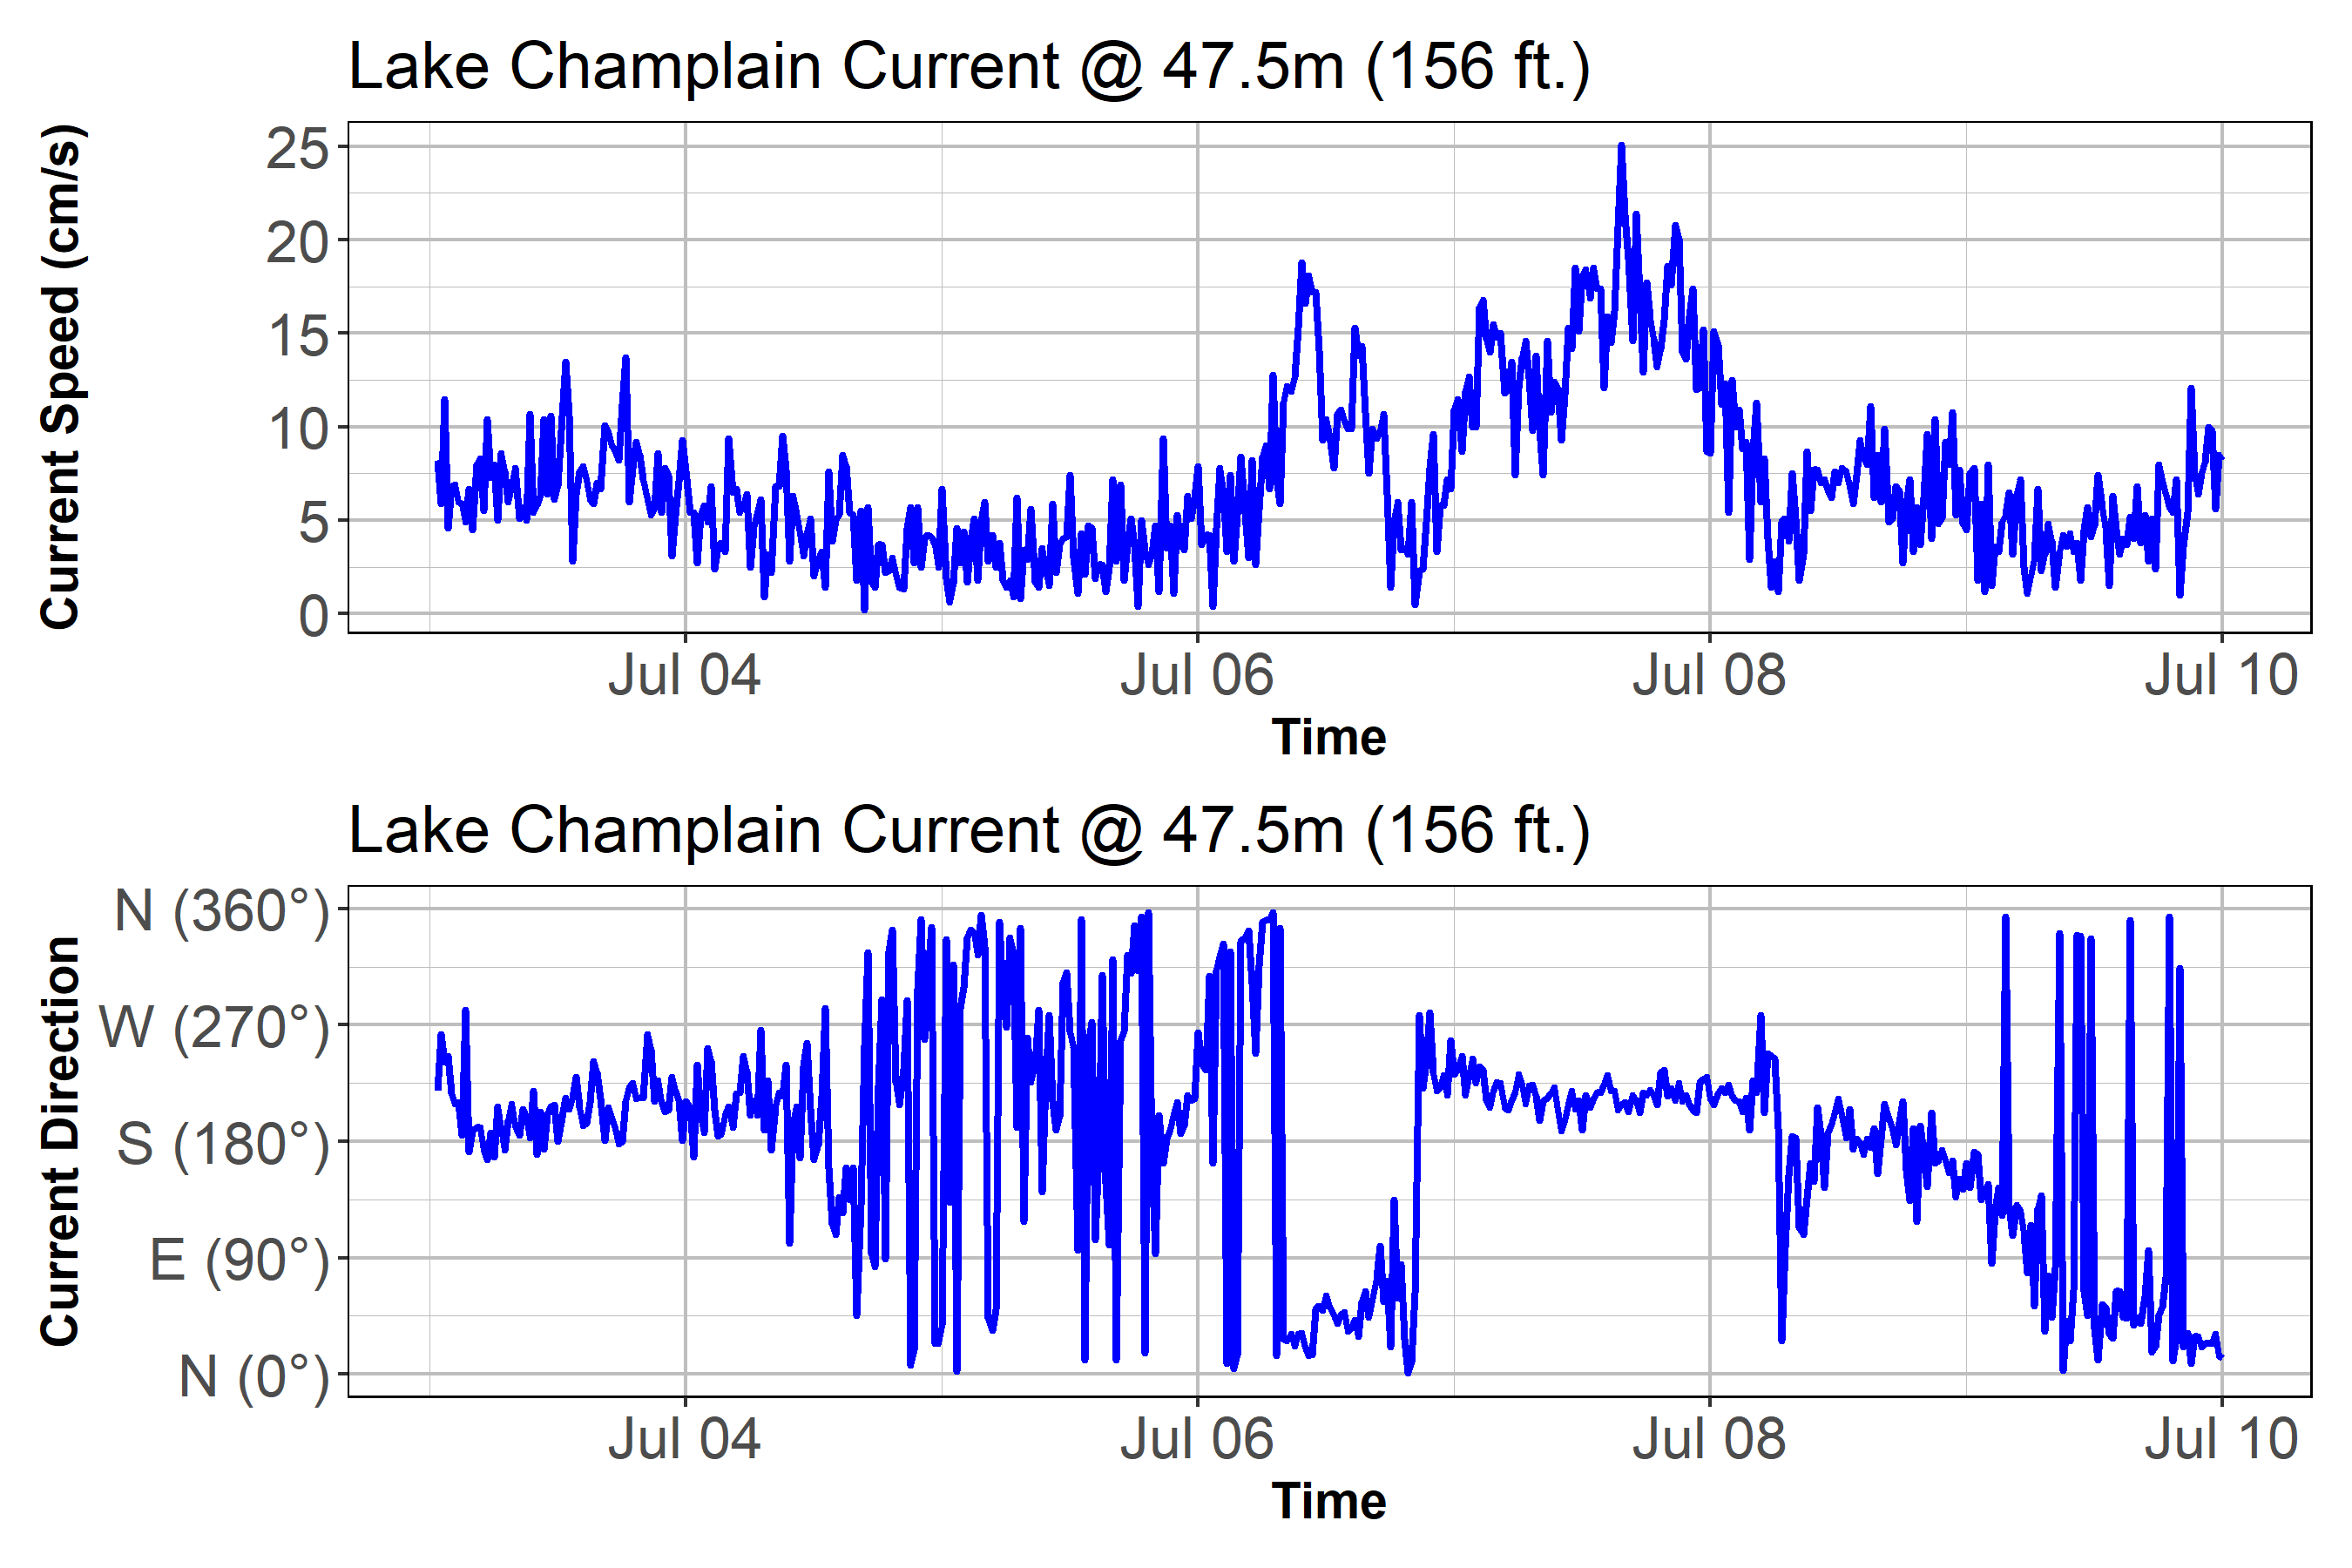 Lake Champlain Current @ 47.5m (156 ft.)
Current Speed (cm/s)
25
20
15
10
5
0
Jul 04 Jul 06 Jul 08 Jul 10
Time
Lake Champlain Current @ 47.5m (156 ft.)
Current Direction
N (360°)
W (270°)
S (180°)
E (90°)
N (0°)
Jul 04 Jul 06 Jul 08 Jul 10
Time